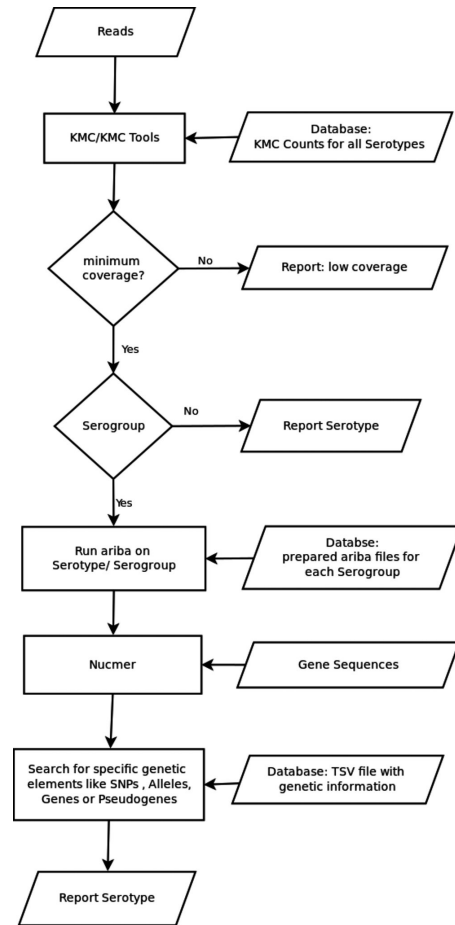 Reads
KMC/KMC Tools
Database:
KMC Counts for all Serotypes
minimum
coverage?
No
Report: low coverage
Yes
Serogroup
No
Report Serotype
Yes
Run ariba on
Serotype/ Serogroup
Databse:
prepared ariba files for
each Serogroup
Nucmer
Gene Sequences
Search for specific genetic
elements like SNPs , Alleles,
Genes or Pseudogenes
Database: TSV file with
genetic information
Report Serotype